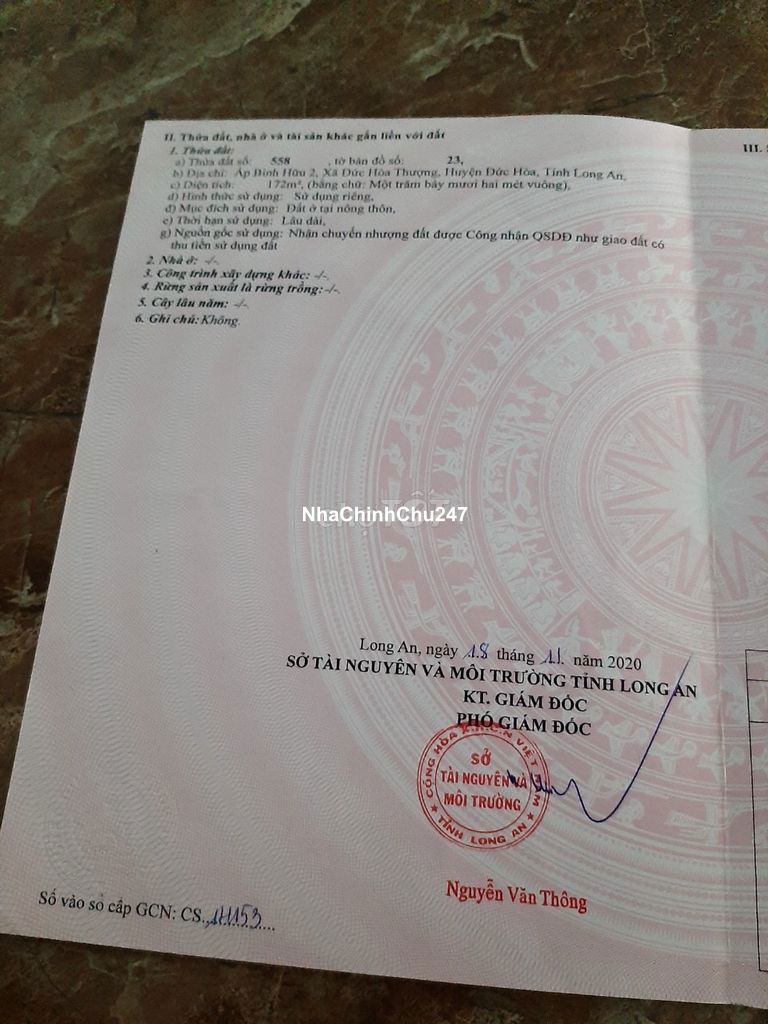 II. Thửa đất, nhà ở và tài sản khác gắn liền với đất
1. Thửa đất:
a) Thửa đất số: 558 , tờ bản đồ số: 23,
b) Địa chỉ: Ấp Bình Hữu 2, Xã Đức Hòa Thượng, Huyện Đức Hòa, Tỉnh Long An,
c) Diện tích: 172m², (bằng chữ: Một trăm bảy mươi hai mét vuông),
d) Hình thức sử dụng: Sử dụng riêng,
đ) Mục đích sử dụng: Đất ở tại nông thôn,
e) Thời hạn sử dụng: Lâu dài,
g) Nguồn gốc sử dụng: Nhận chuyển nhượng đất được Công nhận QSDĐ như giao đất có
thu tiền sử dụng đất
2. Nhà ở: -/-.
3. Công trình xây dựng khác: -/-.
4. Rừng sản xuất là rừng trồng: -/-.
5. Cây lâu năm: -/-.
6. Ghi chú: Không.
III.
NhaChinhChu247
Long An, ngày 18 tháng 11 năm 2020
SỞ TÀI NGUYÊN VÀ MÔI TRƯỜNG TỈNH LONG AN
KT. GIÁM ĐỐC
PHÓ GIÁM ĐỐC
CỘNG HÒA X.H.C.N VIỆT NAM
SỞ
TÀI NGUYÊN VÀ
MÔI TRƯỜNG
★ TỈNH LONG AN ★
Nguyễn Văn Thông
Số vào sổ cấp GCN: CS